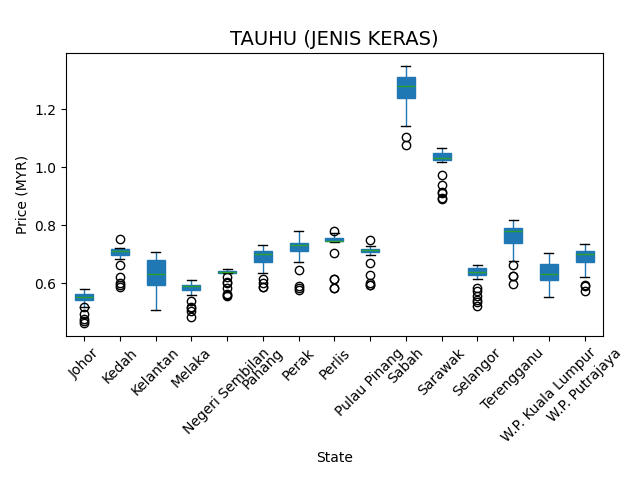 TAUHU (JENIS KERAS)
Price (MYR)
1.2
1.0
0.8
0.6
Johor
Kedah
Kelantan
Melaka
Negeri Sembilan
Pahang
Perak
Perlis
Pulau Pinang
Sabah
Sarawak
Selangor
Terengganu
W.P. Kuala Lumpur
W.P. Putrajaya
State